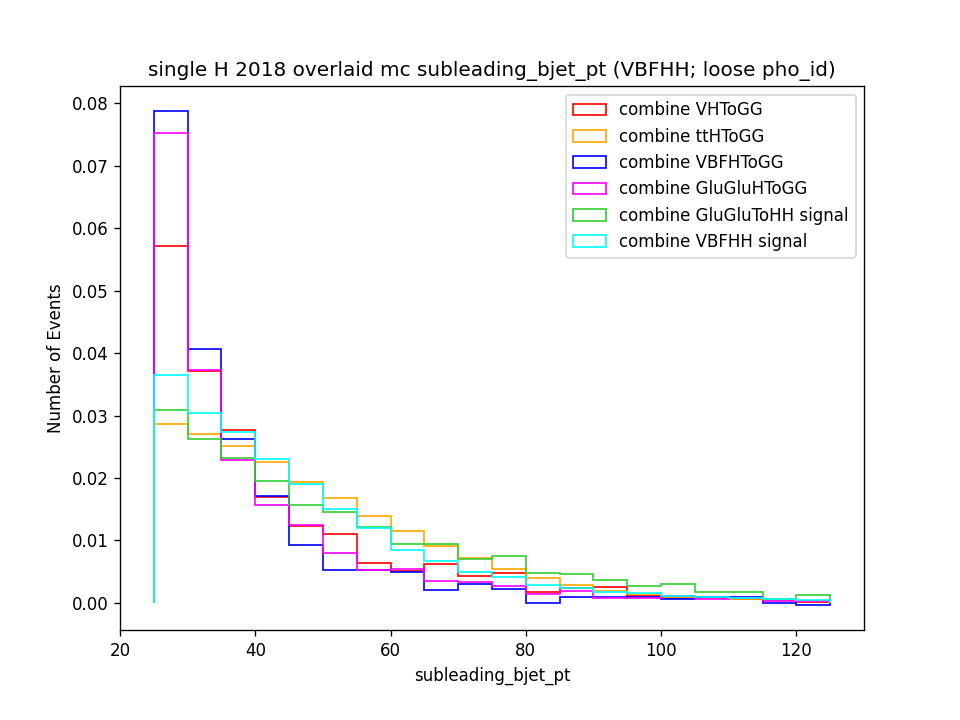 single H 2018 overlaid mc subleading_bjet_pt (VBFHH; loose pho_id)
combine VHToGG
combine ttHToGG
combine VBFHToGG
combine GluGluHToGG
combine GluGluToHH signal
combine VBFHH signal
Number of Events
0.08
0.07
0.06
0.05
0.04
0.03
0.02
0.01
0.00
20
40
60
80
100
120
subleading_bjet_pt